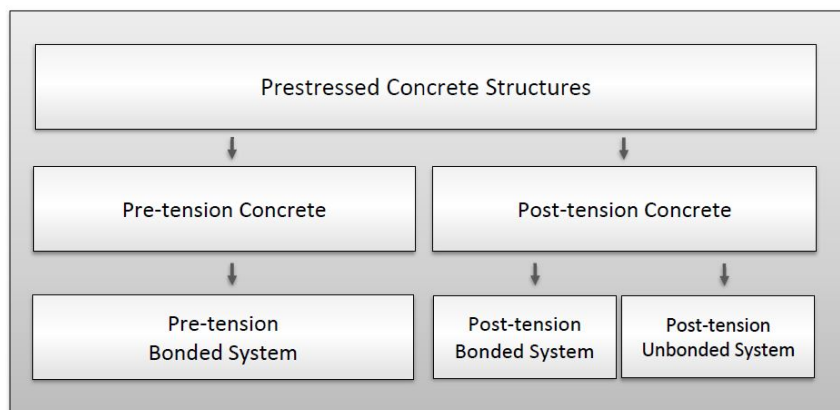 Prestressed Concrete Structures
Pre-tension Concrete
Post-tension Concrete
Pre-tension
Bonded System
Post-tension
Bonded System
Post-tension
Unbonded System